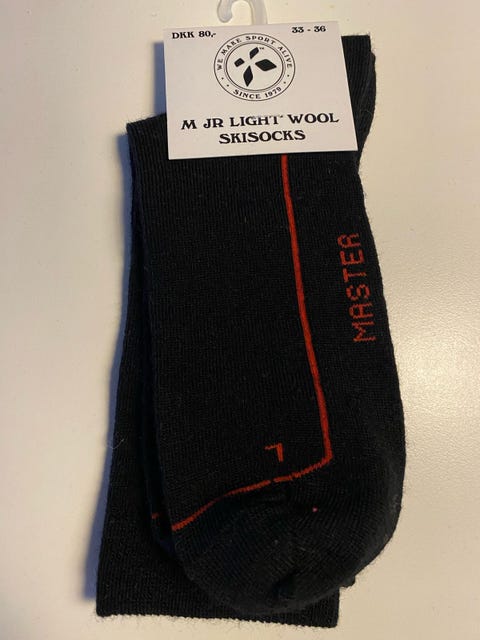 DKK 80,-
33 - 36
WE MAKE SPORT ALIVE
SINCE 1979
M JR LIGHT WOOL
SKISOCKS
MASTER
L